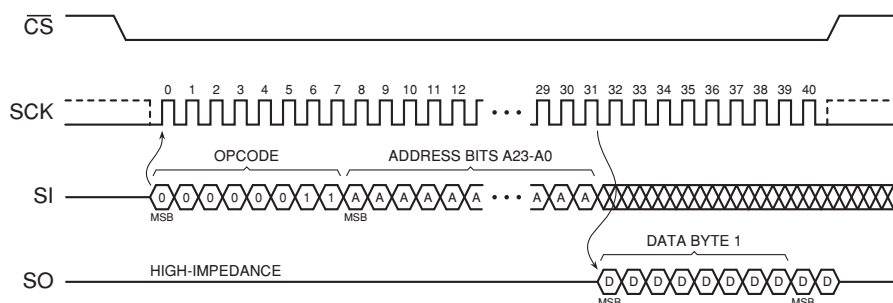 CS
0 1 2 3 4 5 6 7 8 9 10 11 12 29 30 31 32 33 34 35 36 37 38 39 40
SCK
OPCODE ADDRESS BITS A23-A0
SI 0 0 0 0 0 0 1 1 A A A A A A A A
MSB MSB
DATA BYTE 1
SO HIGH-IMPEDANCE D D D D D D D D D D
MSB MSB